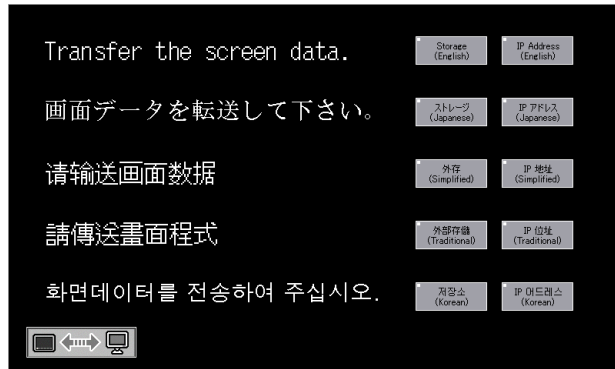 Transfer the screen data.
Storage
(English)
IP Address
(English)
画面データを転送して下さい。
ストレージ
(Japanese)
IP アドレス
(Japanese)
请输送画面数据
外存
(Simplified)
IP 地址
(Simplified)
請傳送畫面程式
外部存儲
(Traditional)
IP 位址
(Traditional)
화면데이터를 전송하여 주십시오.
저장소
(Korean)
IP 어드레스
(Korean)